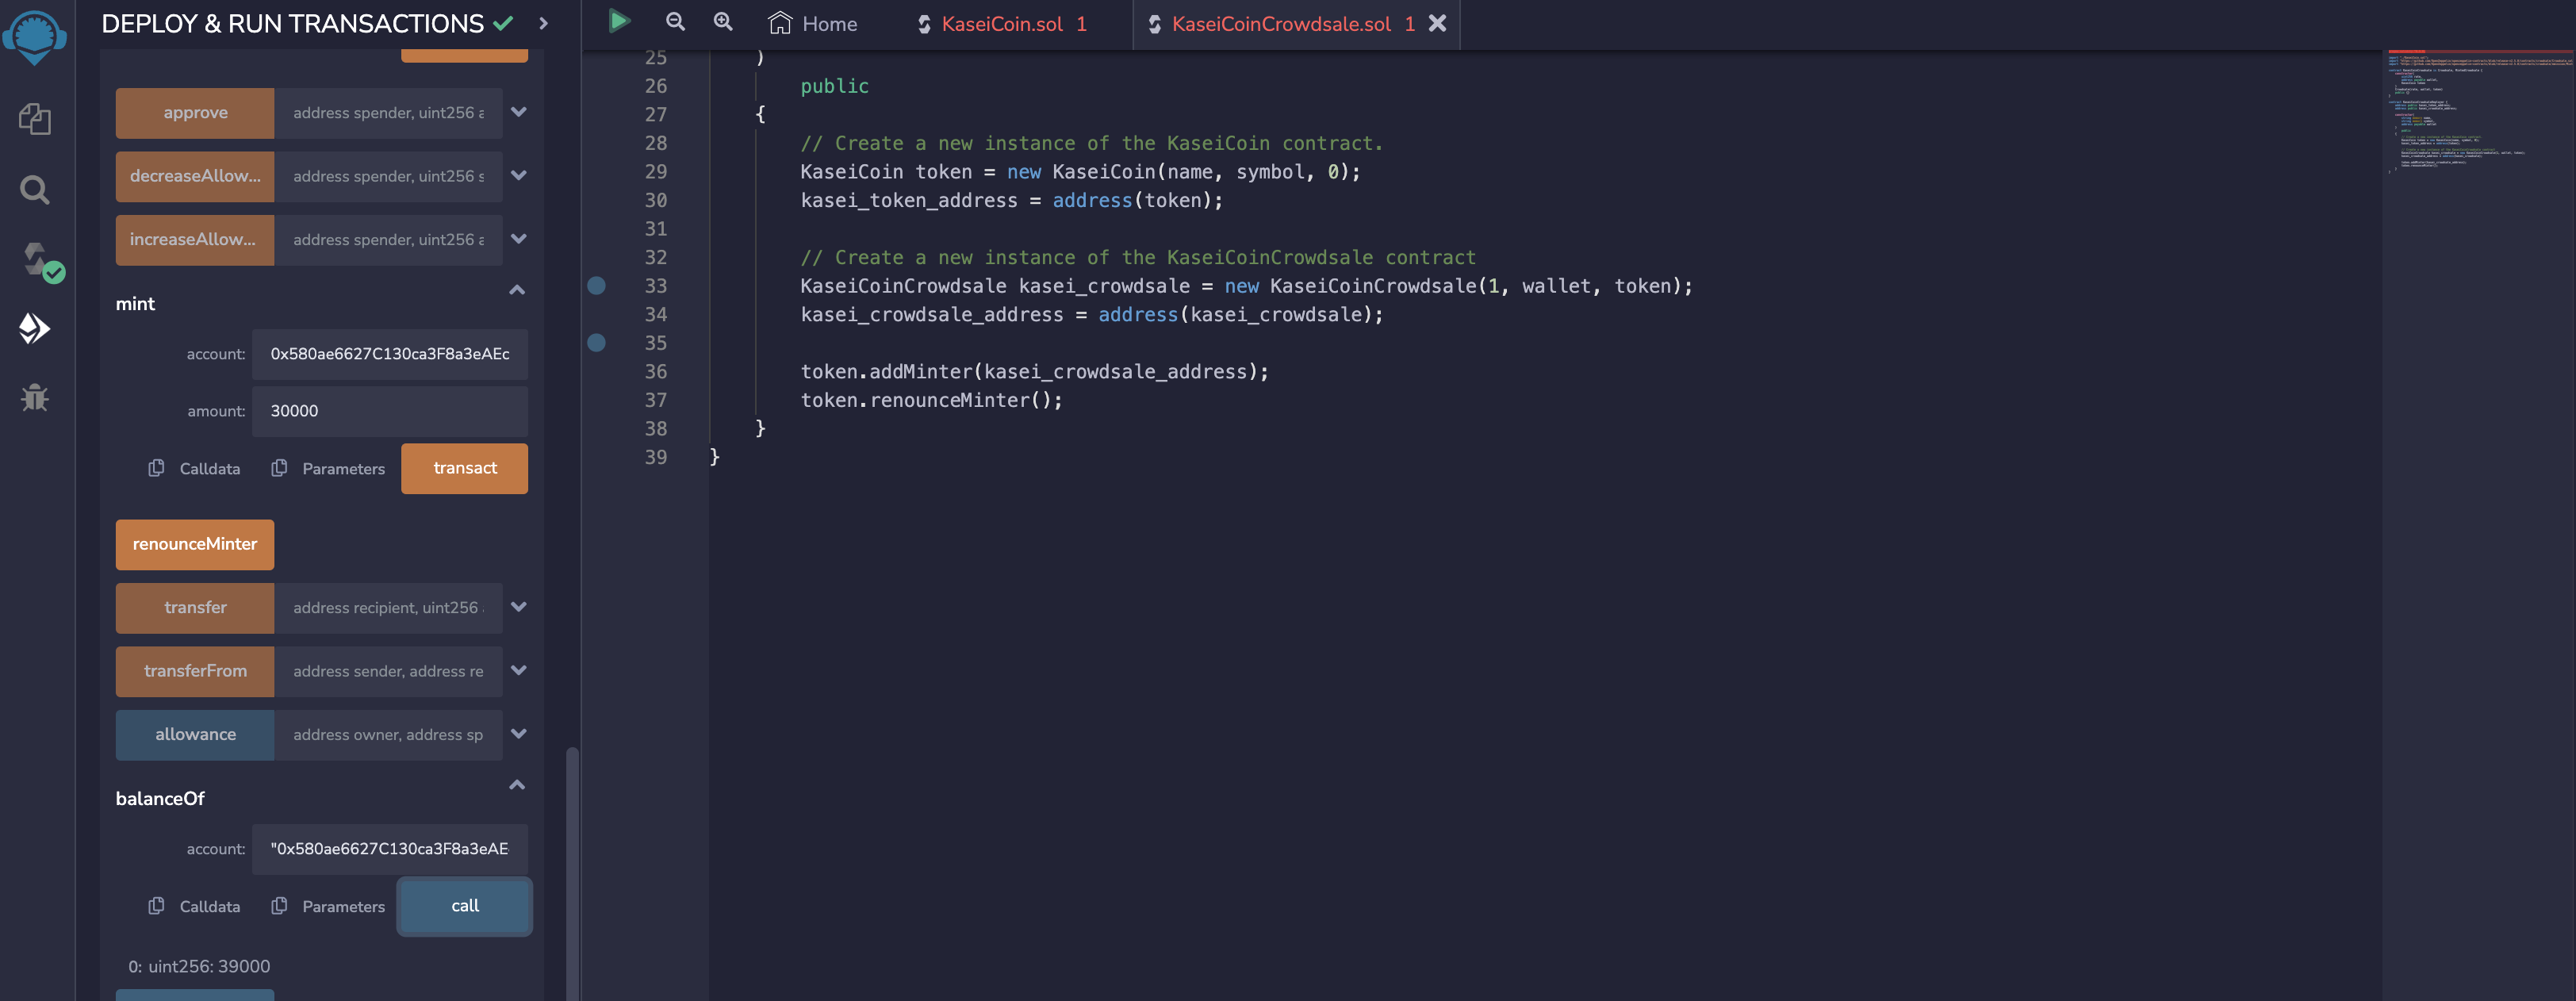 DEPLOY & RUN TRANSACTIONS
approve address spender, uint256 a
decreaseAllow... address spender, uint256 s
increaseAllow... address spender, uint256 a
mint
account: 0x580ae6627C130ca3F8a3eAEc
amount: 30000
Calldata Parameters transact
renounceMinter
transfer address recipient, uint256
transferFrom address sender, address re
allowance address owner, address sp
balanceOf
account: "0x580ae6627C130ca3F8a3eAE
Calldata Parameters call
0: uint256: 39000
Home KaseiCoin.sol 1 KaseiCoinCrowdsale.sol 1
25 )
26 public
27 {
28 // Create a new instance of the KaseiCoin contract.
29 KaseiCoin token = new KaseiCoin(name, symbol, 0);
30 kasei_token_address = address(token);
31
32 // Create a new instance of the KaseiCoinCrowdsale contract
33 KaseiCoinCrowdsale kasei_crowdsale = new KaseiCoinCrowdsale(1, wallet, token);
34 kasei_crowdsale_address = address(kasei_crowdsale);
35
36 token.addMinter(kasei_crowdsale_address);
37 token.renounceMinter();
38 }
39 }